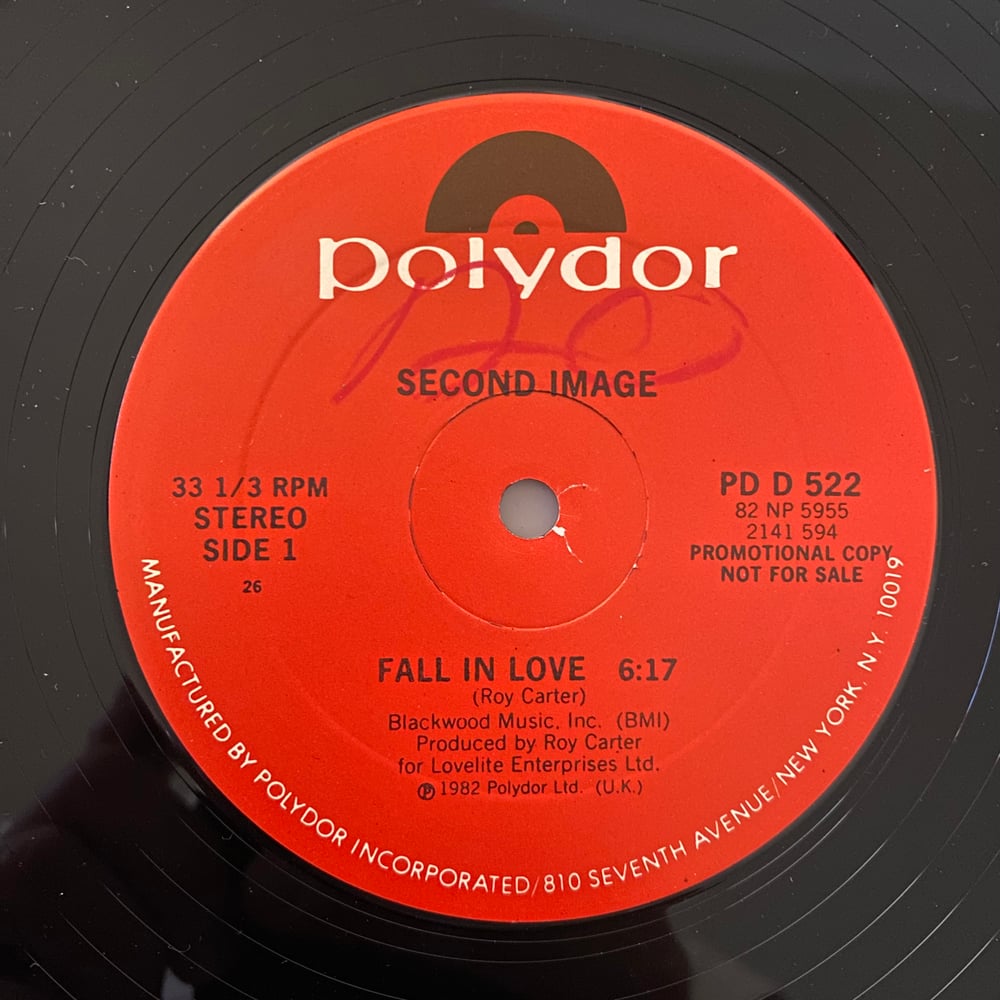 polydor
120
SECOND IMAGE
33 1/3 RPM
STEREO
SIDE 1
26
PD D 522
82 NP 5955
2141 594
PROMOTIONAL COPY
NOT FOR SALE
FALL IN LOVE 6:17
(Roy Carter)
Blackwood Music, Inc. (BMI)
Produced by Roy Carter
for Lovelite Enterprises Ltd.
℗ 1982 Polydor Ltd. (U.K.)
MANUFACTURED BY POLYDOR INCORPORATED/810 SEVENTH AVENUE/NEW YORK, N.Y. 10019